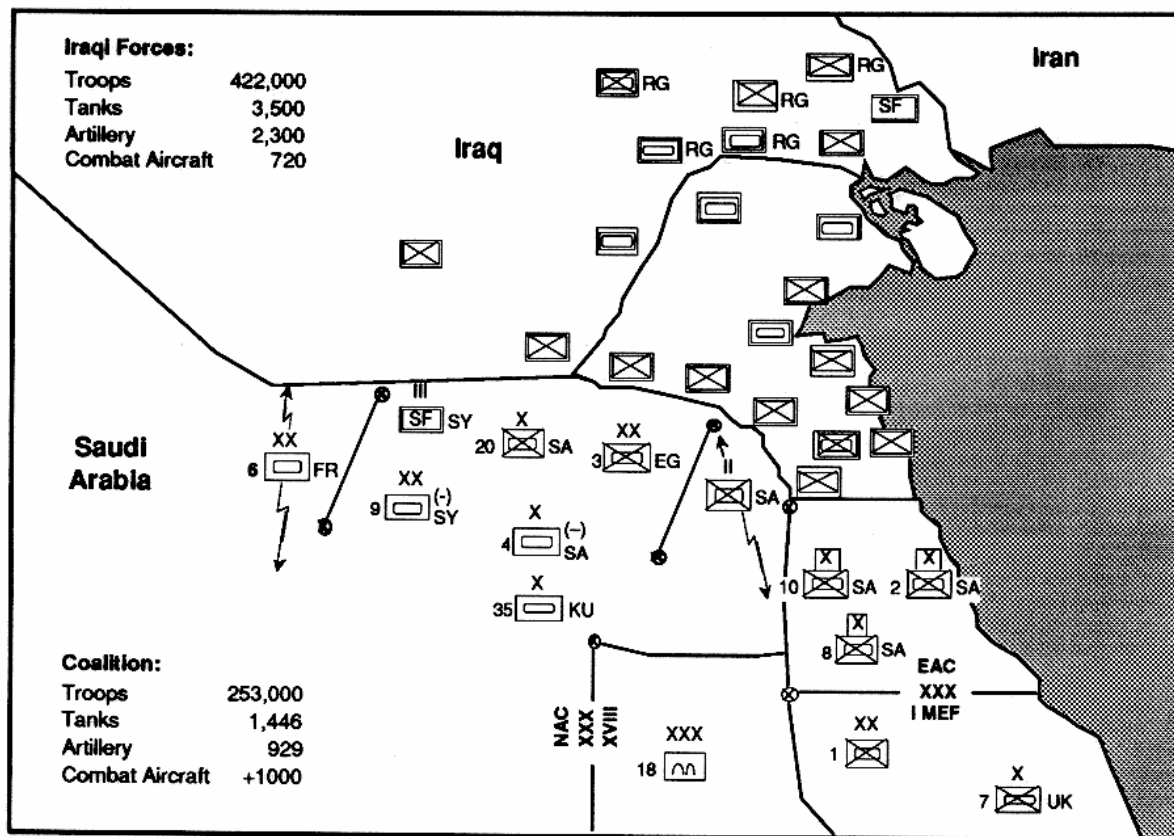 Iraqi Forces:
Troops 422,000
Tanks 3,500
Artillery 2,300
Combat Aircraft 720
Iraq
Iran
RG
RG
RG
SF
RG
RG
Saudi
Arabia
XX
6 FR
III
SF SY
XX
9 (-)
SY
X
20 SA
XX
3 EG
II
SA
X
4 (-)
SA
X
35 KU
X
10 SA
X
2 SA
X
8 SA
EAC
XXX
I MEF
NAC
XXX
XVIII
XXX
18
XX
1
X
7 UK
Coalition:
Troops 253,000
Tanks 1,446
Artillery 929
Combat Aircraft +1000